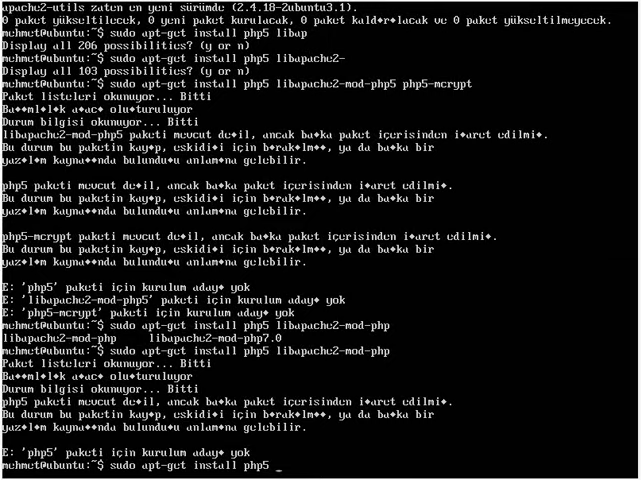 apache2-utils zaten en yeni süründe (2.4.18-2ubuntu3.1).
0 yükseltilecek, 0 yeni paket kurulacak, 0 paket kald�r�lacak ve 0 paket yükseltilmeyecek.
mehmet@ubuntu:~$ sudo apt-get install php5 libap
Display all 206 possibilities? (y or n)
mehmet@ubuntu:~$ sudo apt-get install php5 libapache2-
Display all 103 possibilities? (y or n)
mehmet@ubuntu:~$ sudo apt-get install php5 libapache2-mod-php5 php5-mcrypt
Paket listeleri okunuyor... Bitti
Ba��ml�l�k a�ac� olu�turuluyor
Durum bilgisi okunuyor... Bitti
libapache2-mod-php5 paketi mevcut de�il, ancak ba�ka paket içerisinden i�aret edilmi�.
Bu durum bu paketin kay�p, eskidi�i için b�rak�lm��, ya da ba�ka bir
yaz�l�m kayna��nda bulundu�u anlam�na gelebilir.
php5 paketi mevcut de�il, ancak ba�ka paket içerisinden i�aret edilmi�.
Bu durum bu paketin kay�p, eskidi�i için b�rak�lm��, ya da ba�ka bir
yaz�l�m kayna��nda bulundu�u anlam�na gelebilir.
php5-mcrypt paketi mevcut de�il, ancak ba�ka paket içerisinden i�aret edilmi�.
Bu durum bu paketin kay�p, eskidi�i için b�rak�lm��, ya da ba�ka bir
yaz�l�m kayna��nda bulundu�u anlam�na gelebilir.
E: 'php5' paketi için kurulum aday� yok
E: 'libapache2-mod-php5' paketi için kurulum aday� yok
E: 'php5-mcrypt' paketi için kurulum aday� yok
mehmet@ubuntu:~$ sudo apt-get install php5 libapache2-mod-php
libapache2-mod-php libapache2-mod-php7.0
mehmet@ubuntu:~$ sudo apt-get install php5 libapache2-mod-php
Paket listeleri okunuyor... Bitti
Ba��ml�l�k a�ac� olu�turuluyor
Durum bilgisi okunuyor... Bitti
php5 paketi mevcut de�il, ancak ba�ka paket içerisinden i�aret edilmi�.
Bu durum bu paketin kay�p, eskidi�i için b�rak�lm��, ya da ba�ka bir
yaz�l�m kayna��nda bulundu�u anlam�na gelebilir.
E: 'php5' paketi için kurulum aday� yok
mehmet@ubuntu:~$ sudo apt-get install php5 _